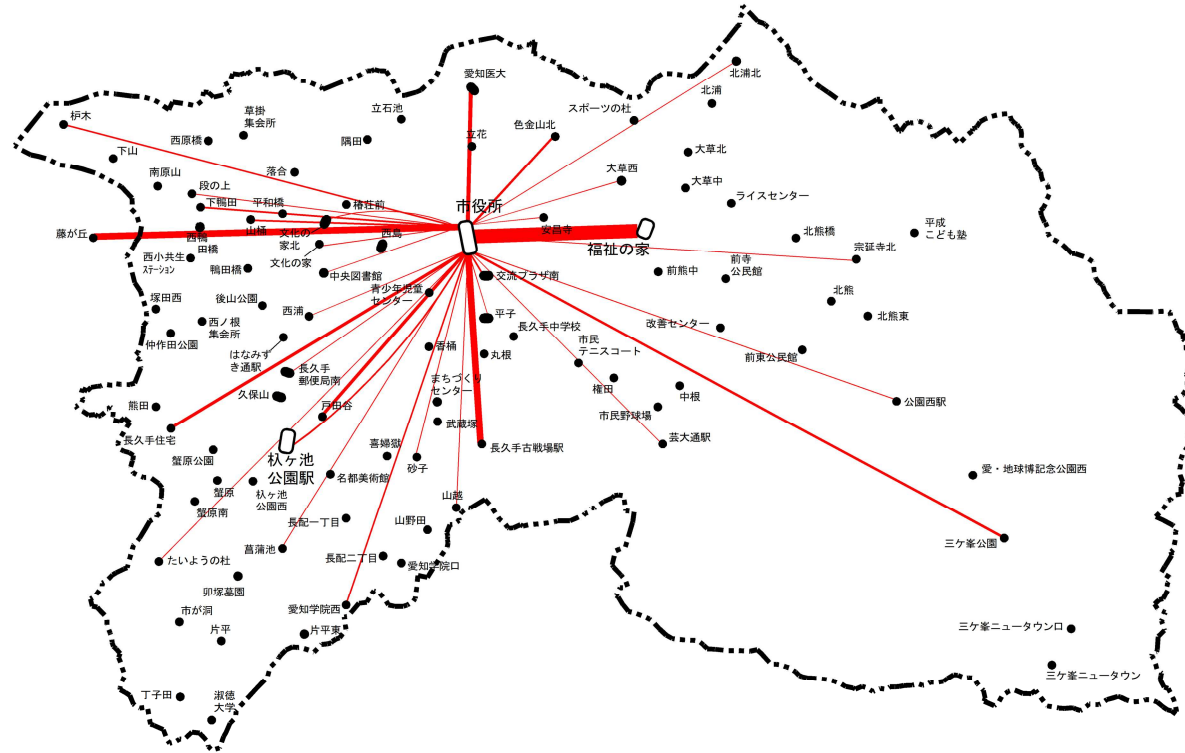 愛知医大
北浦北
北浦
スポーツの杜
立石池
草掛
集会所
杁木
西原橋
隅田
立花
色金山北
大草北
下山
落合
大草西
南原山
段の上
大草中
ライスセンター
一鴨田
平和橋
椿荘前
市役所
西鴨
田橋
山桶
文化の
家北
西島
安昌寺
福祉の家
北熊橋
平成
こども塾
藤が丘
宗延寺北
西小共生
ステーション
鴨田橋
文化の家
中央図書館
交流プラザ南
前熊中
前寺
公民館
青少年児童
センター
塚田西
後山公園
西浦
平子
北熊
北熊東
西ノ根
集会所
長久手中学校
改善センター
仲作田公園
はなみず
き通駅
香桶
丸根
市民
テニスコート
前東公民館
長久手
郵便局南
まちづくり
センター
権田
中根
久保山
熊田
戸田谷
市民野球場
公園西駅
武蔵塚
長久手住宅
杁ヶ池
公園駅
喜婦嶽
長久手古戦場駅
芸大通駅
蟹原公園
砂子
愛・地球博記念公園西
蟹原
杁ヶ池
公園西
名都美術館
蟹原南
山越
長配一丁目
山野田
三ケ峯公園
菖蒲池
長配二丁目
愛知学院口
たいようの杜
卯塚墓園
市が洞
愛知学院西
片平
片平東
三ケ峯ニュータウン口
三ケ峯ニュータウン
丁子田
淑徳
大学